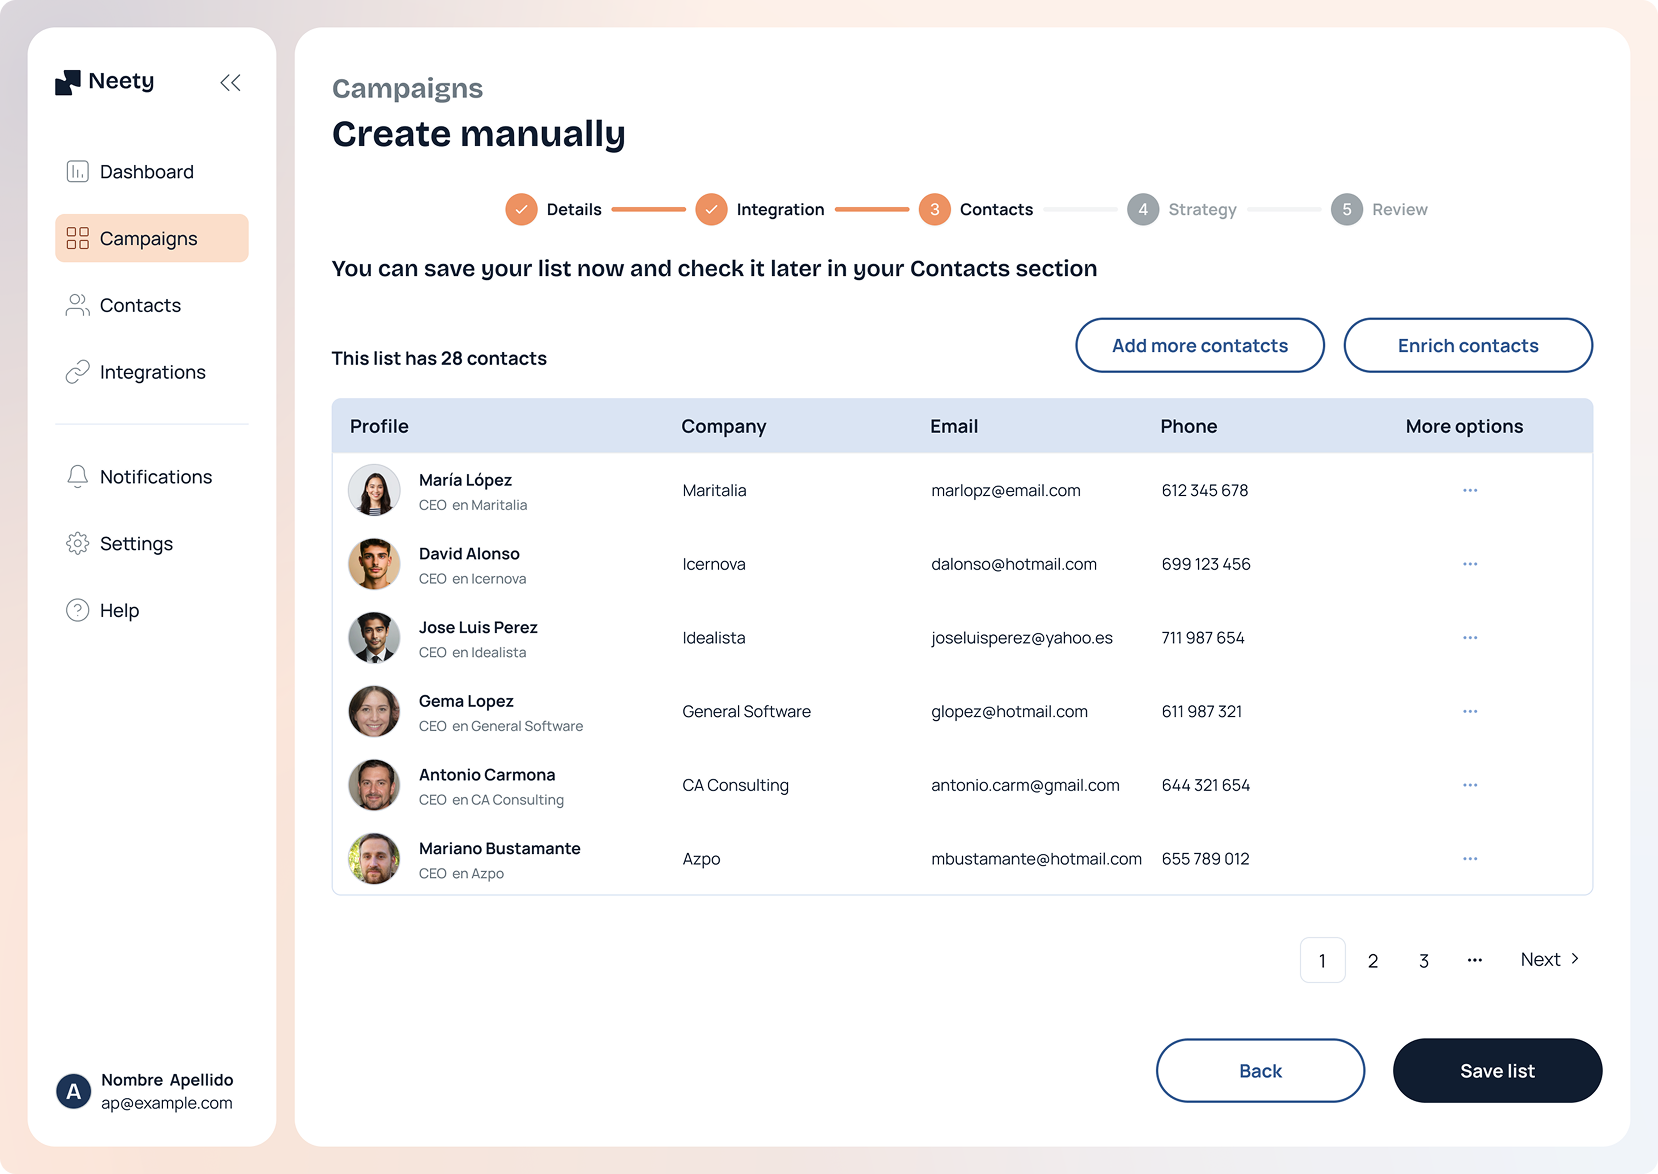 Neety
Dashboard
Campaigns
Contacts
Integrations
Notifications
Settings
Help
A
Nombre Apellido
ap@example.com
Campaigns
Create manually
Details
Integration
3 Contacts
4 Strategy
5 Review
You can save your list now and check it later in your Contacts section
This list has 28 contacts
Add more contatcts
Enrich contacts
Profile Company Email Phone More options
María López
CEO en Maritalia
Maritalia
marlopz@email.com
612 345 678
David Alonso
CEO en Icernova
Icernova
dalonso@hotmail.com
699 123 456
Jose Luis Perez
CEO en Idealista
Idealista
joseluisperez@yahoo.es
711 987 654
Gema Lopez
CEO en General Software
General Software
glopez@hotmail.com
611 987 321
Antonio Carmona
CEO en CA Consulting
CA Consulting
antonio.carm@gmail.com
644 321 654
Mariano Bustamante
CEO en Azpo
Azpo
mbustamante@hotmail.com
655 789 012
1 2 3 ... Next >
Back
Save list